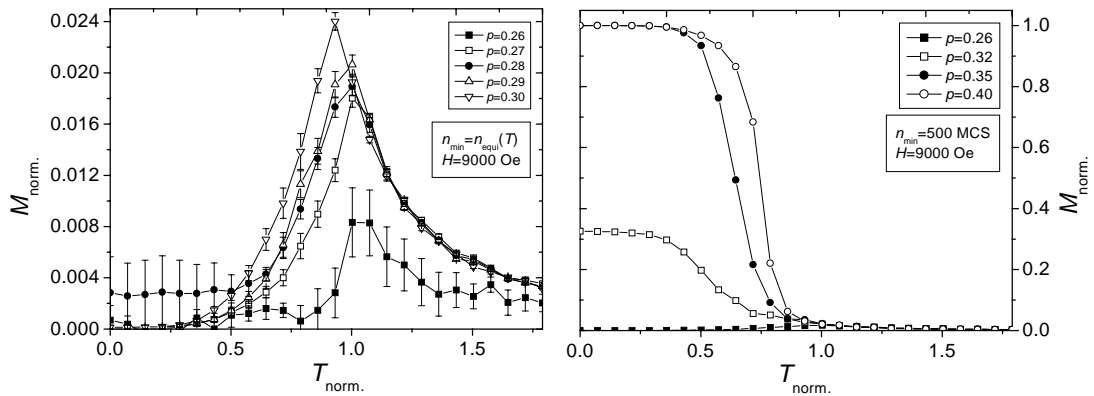 0.024
0.020
0.016
0.012
0.008
0.004
0.000
M norm.
0.0 0.5 1.0 1.5
T norm.
p=0.26
p=0.27
p=0.28
p=0.29
p=0.30
n min=n equi(T)
H=9000 Oe
p=0.26
p=0.32
p=0.35
p=0.40
n min=500 MCS
H=9000 Oe
1.0
0.8
0.6
0.4
0.2
0.0
M norm.
0.0 0.5 1.0 1.5
T norm.